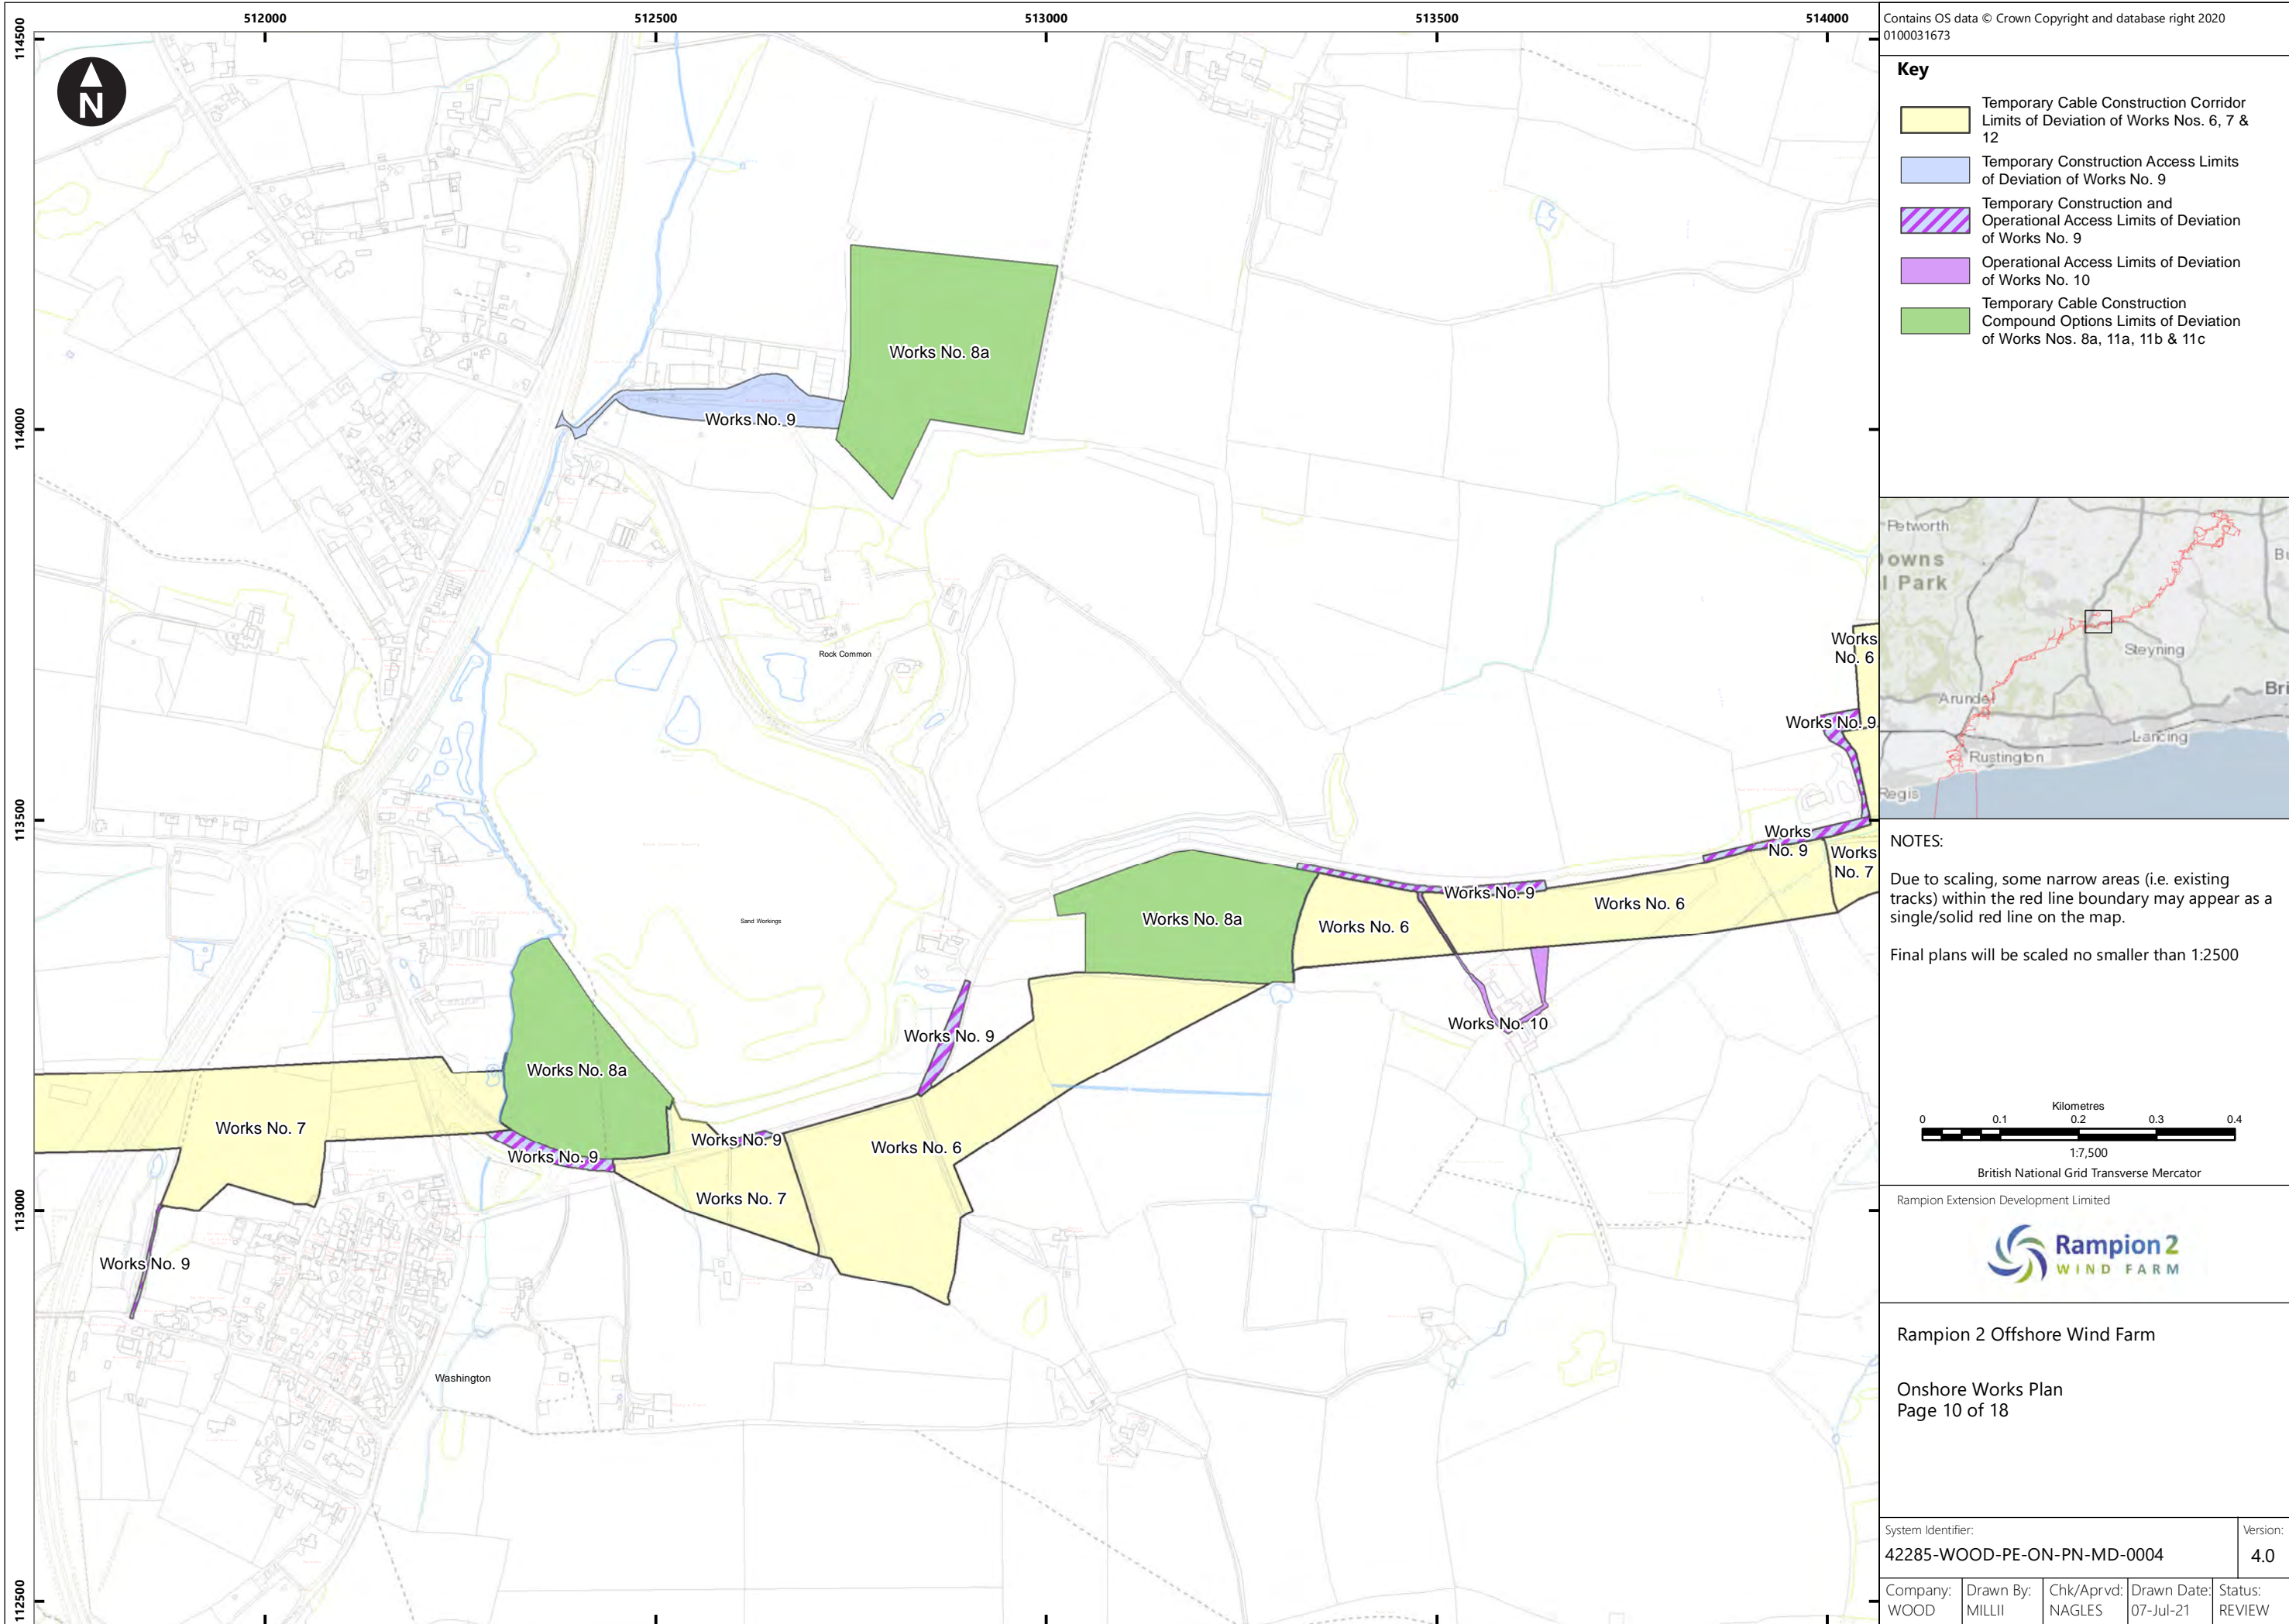 512000
512500
513000
513500
514000
114500
114000
113500
113000
112500
N
Works No. 8a
Works No. 9
Rock Common
Works
No. 6
Works No. 9
Works
No. 9
Works
No. 7
Works No. 9
Works No. 6
Works No. 8a
Works No. 6
Sand Workings
Works No. 10
Works No. 9
Works No. 8a
Works No. 7
Works No. 9
Works No. 6
Works No. 9
Works No. 7
Works No. 9
Washington
Contains OS data © Crown Copyright and database right 2020
0100031673
Key
Temporary Cable Construction Corridor
Limits of Deviation of Works Nos. 6, 7 &
12
Temporary Construction Access Limits
of Deviation of Works No. 9
Temporary Construction and
Operational Access Limits of Deviation
of Works No. 9
Operational Access Limits of Deviation
of Works No. 10
Temporary Cable Construction
Compound Options Limits of Deviation
of Works Nos. 8a, 11a, 11b & 11c
Petworth
owns
l Park
Bu
Steyning
Arundel
Bri
Lancing
Rustington
Regis
NOTES:
Due to scaling, some narrow areas (i.e. existing
tracks) within the red line boundary may appear as a
single/solid red line on the map.
Final plans will be scaled no smaller than 1:2500
Kilometres
0 0.1 0.2 0.3 0.4
1:7,500
British National Grid Transverse Mercator
Rampion Extension Development Limited
Rampion 2
WIND FARM
Rampion 2 Offshore Wind Farm
Onshore Works Plan
Page 10 of 18
System Identifier:
42285-WOOD-PE-ON-PN-MD-0004
Version:
4.0
Company:
WOOD
Drawn By:
MILLII
Chk/Aprvd:
NAGLES
Drawn Date:
07-Jul-21
Status:
REVIEW